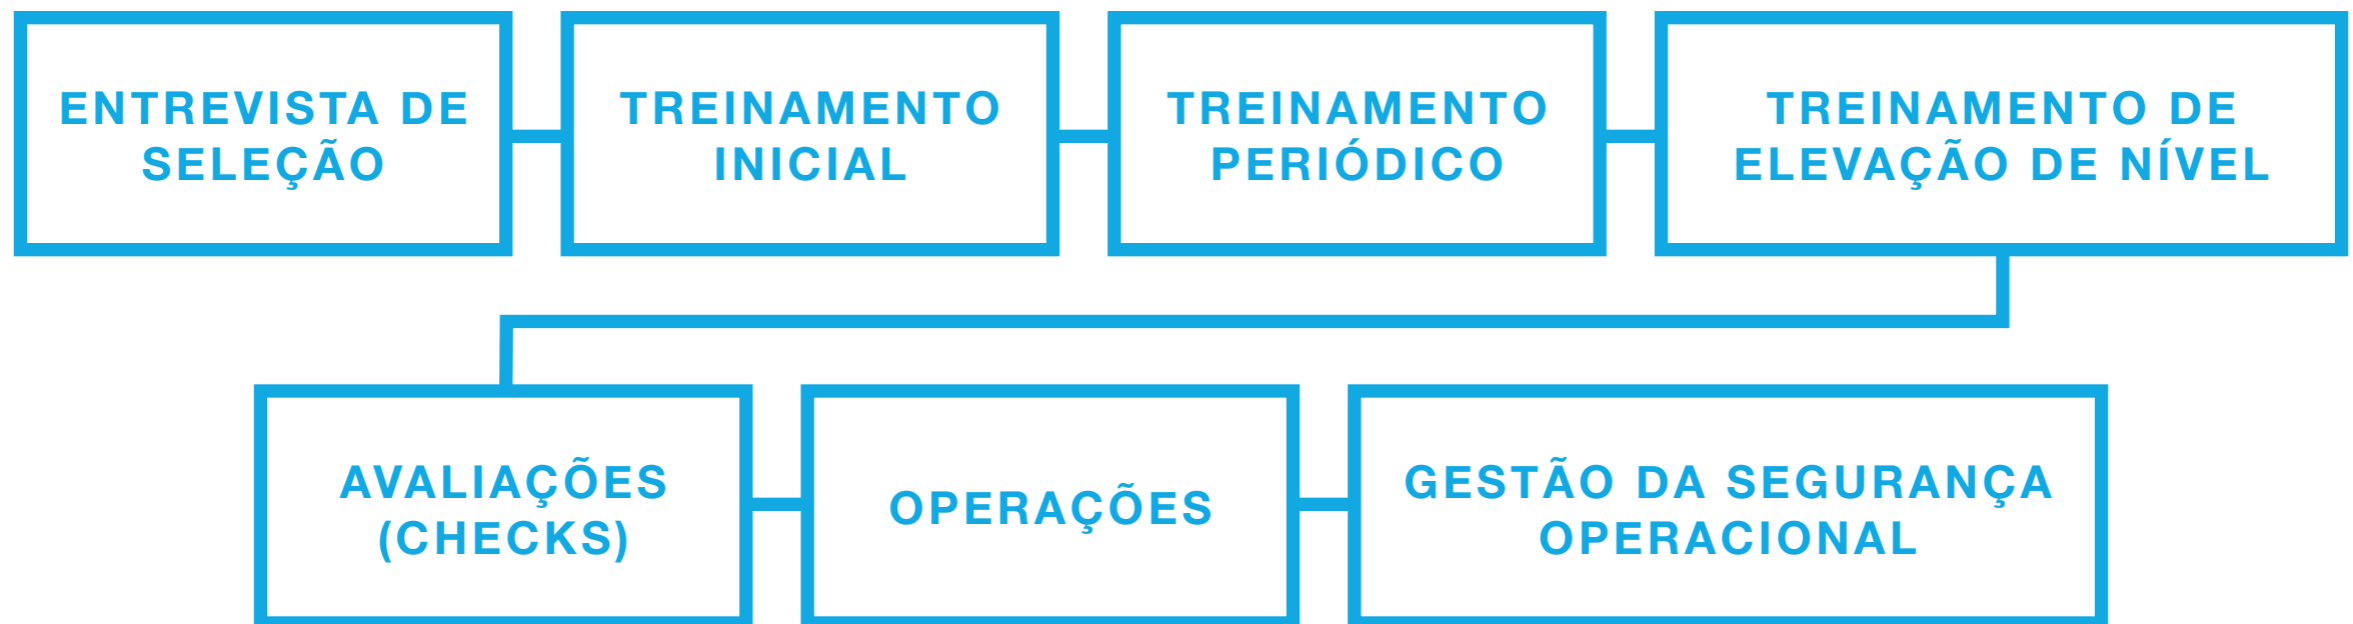 ENTREVISTA DE
SELEÇÃO
TREINAMENTO
INICIAL
TREINAMENTO
PERIÓDICO
TREINAMENTO DE
ELEVAÇÃO DE NÍVEL
AVALIAÇÕES
(CHECKS)
OPERAÇÕES
GESTÃO DA SEGURANÇA
OPERACIONAL